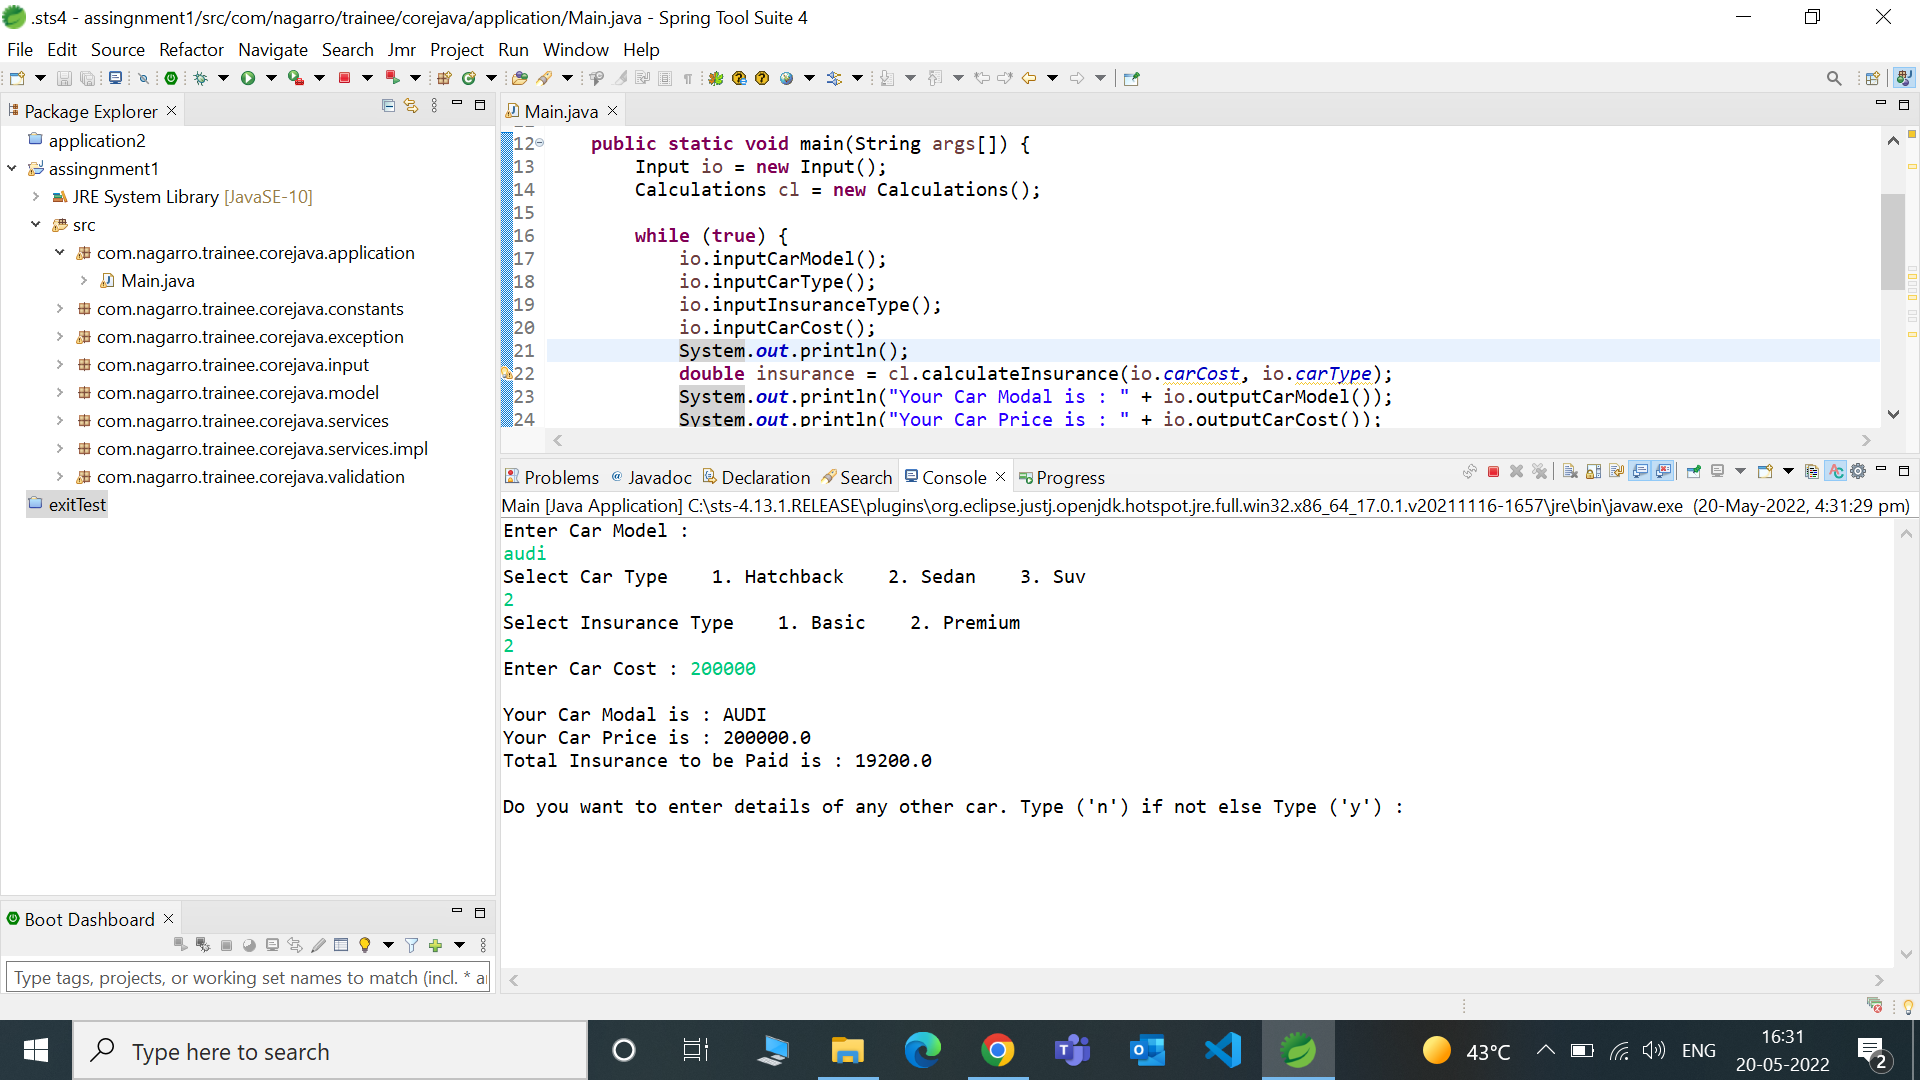 .sts4 - assingnment1/src/com/nagarro/trainee/corejava/application/Main.java - Spring Tool Suite 4
File Edit Source Refactor Navigate Search Jmr Project Run Window Help
Package Explorer
application2
assingnment1
JRE System Library [JavaSE-10]
src
com.nagarro.trainee.corejava.application
Main.java
com.nagarro.trainee.corejava.constants
com.nagarro.trainee.corejava.exception
com.nagarro.trainee.corejava.input
com.nagarro.trainee.corejava.model
com.nagarro.trainee.corejava.services
com.nagarro.trainee.corejava.services.impl
com.nagarro.trainee.corejava.validation
exitTest
Main.java
12 public static void main(String args[]) {
13 Input io = new Input();
14 Calculations cl = new Calculations();
15
16 while (true) {
17 io.inputCarModel();
18 io.inputCarType();
19 io.inputInsuranceType();
20 io.inputCarCost();
21 System.out.println();
22 double insurance = cl.calculateInsurance(io.carCost, io.carType);
23 System.out.println("Your Car Modal is : " + io.outputCarModel());
24 System.out.println("Your Car Price is : " + io.outputCarCost());
Problems Javadoc Declaration Search Console Progress
Main [Java Application] C:\sts-4.13.1.RELEASE\plugins\org.eclipse.justj.openjdk.hotspot.jre.full.win32.x86_64_17.0.1.v20211116-1657\jre\bin\javaw.exe (20-May-2022, 4:31:29 pm)
Enter Car Model :
audi
Select Car Type 1. Hatchback 2. Sedan 3. Suv
2
Select Insurance Type 1. Basic 2. Premium
2
Enter Car Cost : 200000
Your Car Modal is : AUDI
Your Car Price is : 200000.0
Total Insurance to be Paid is : 19200.0
Do you want to enter details of any other car. Type ('n') if not else Type ('y') :
Boot Dashboard
Type tags, projects, or working set names to match (incl. * a
Type here to search
43°C
ENG
16:31
20-05-2022
2